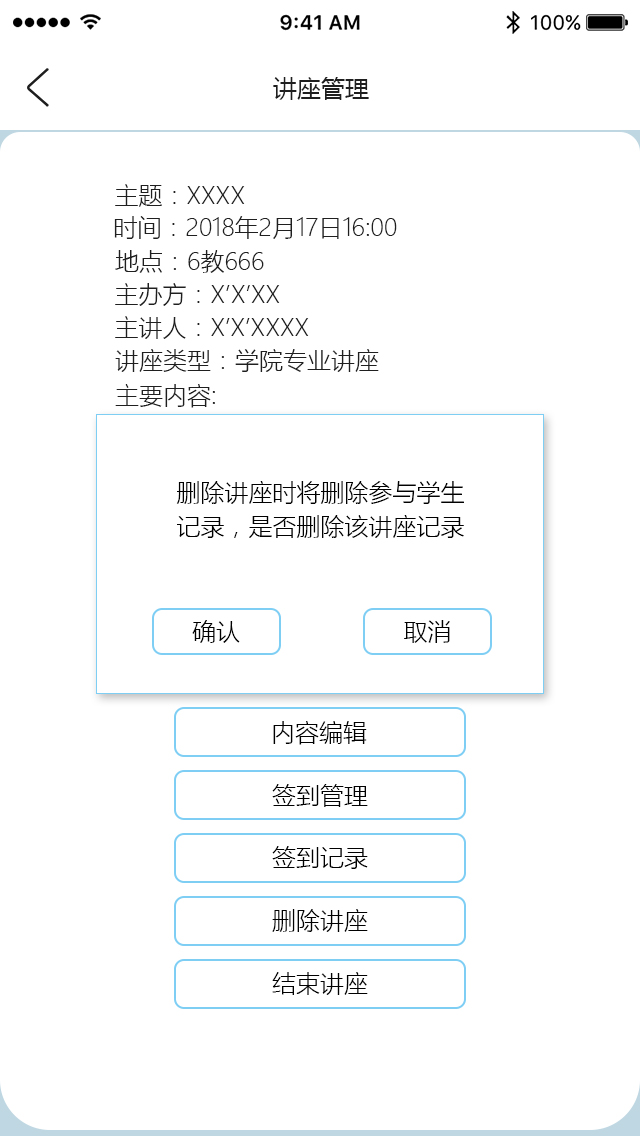 9:41 AM 100%
讲座管理
主题：XXXX
时间：2018年2月17日16:00
地点：6教666
主办方：X'X'XX
主讲人：X'X'XXXX
讲座类型：学院专业讲座
主要内容:
删除讲座时将删除参与学生
记录，是否删除该讲座记录
确认 取消
内容编辑
签到管理
签到记录
删除讲座
结束讲座